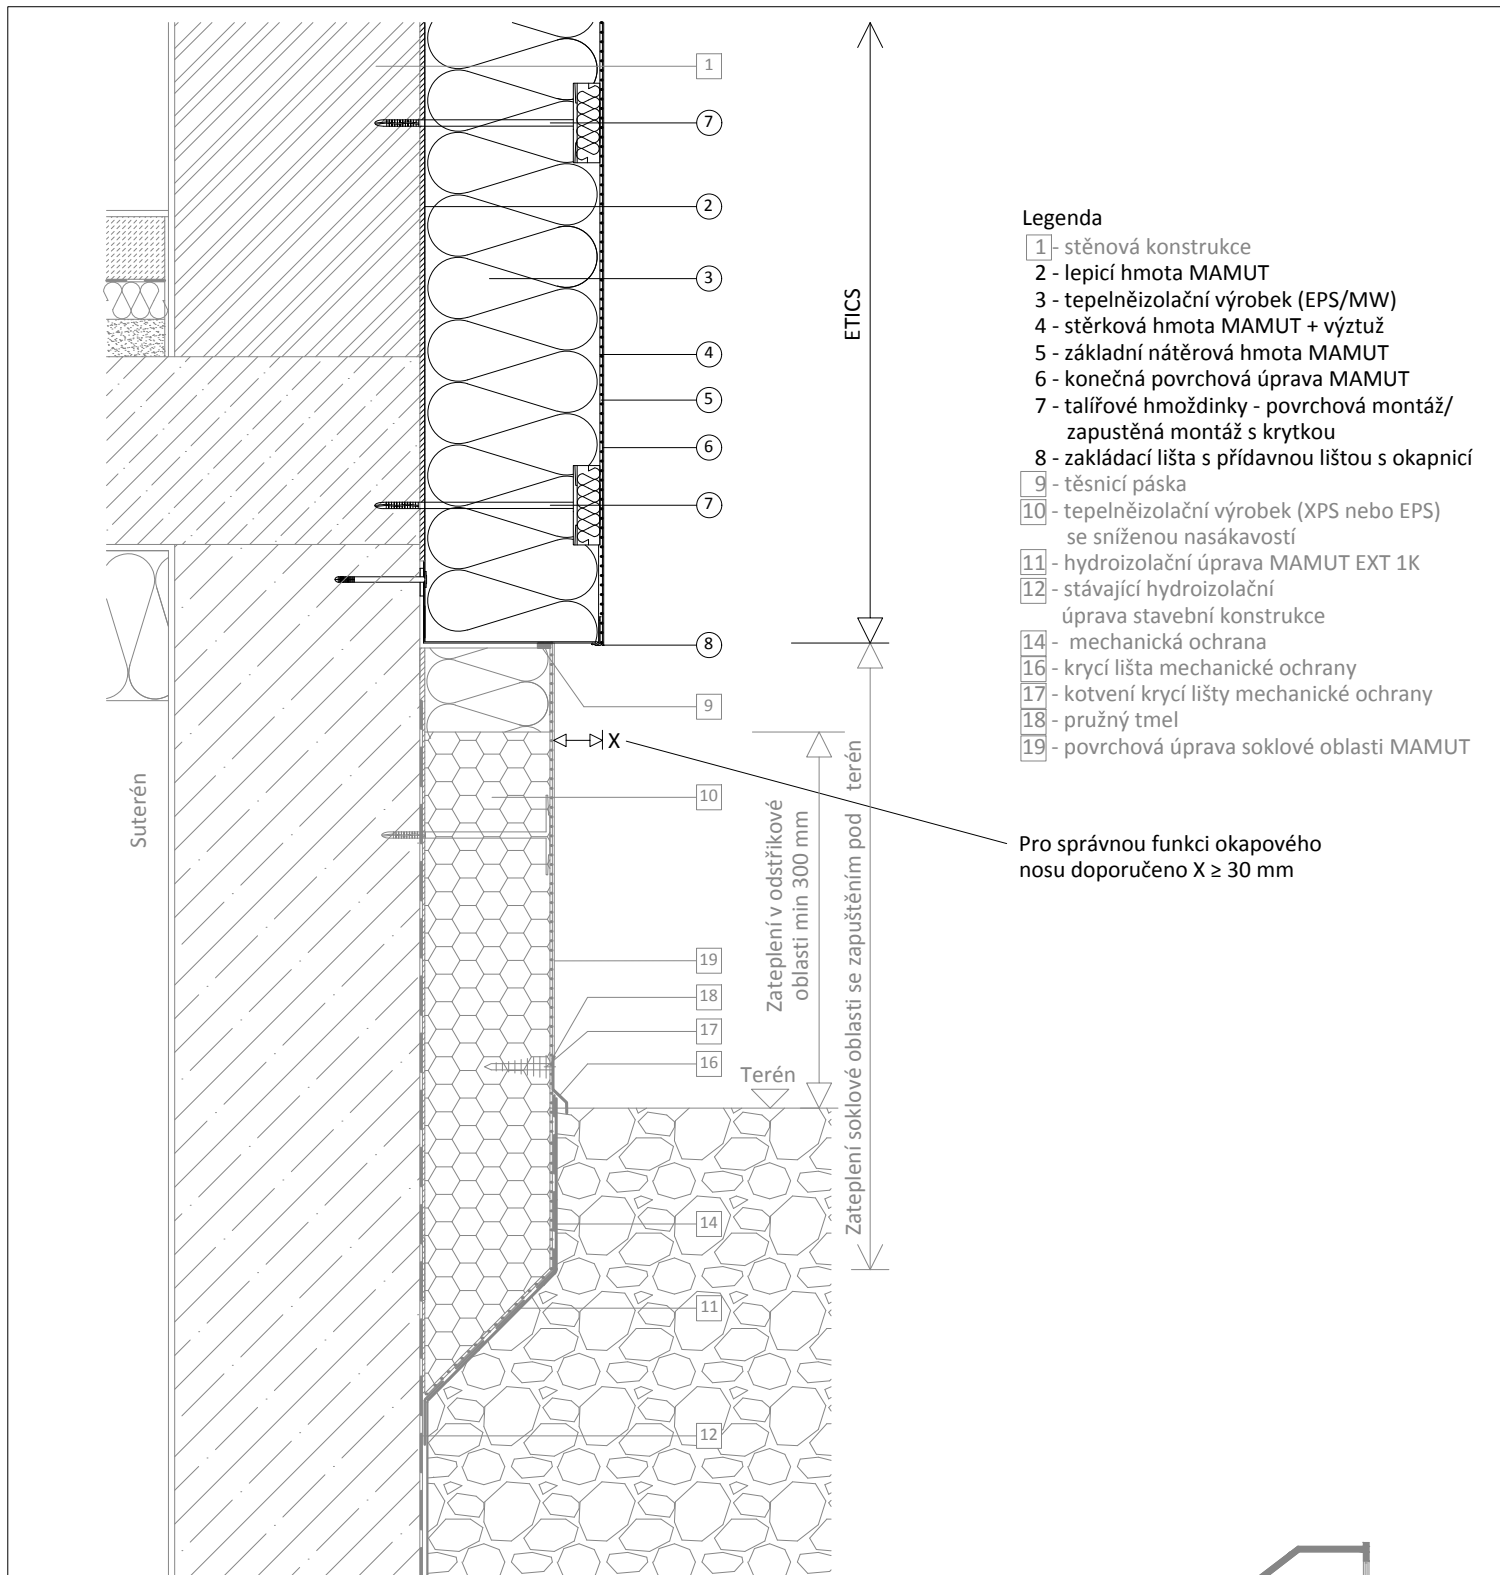 1
7
2
3
4
5
6
7
8
9
10
19
18
17
16
14
11
12
ETICS
X
Suterén
Terén
Zateplení v odstřikové
oblasti min 300 mm
Zateplení soklové oblasti se zapuštěním pod terén
Legenda
1 - stěnová konstrukce
2 - lepicí hmota MAMUT
3 - tepelněizolační výrobek (EPS/MW)
4 - stěrková hmota MAMUT + výztuž
5 - základní nátěrová hmota MAMUT
6 - konečná povrchová úprava MAMUT
7 - talířové hmoždinky - povrchová montáž/
zapustěná montáž s krytkou
8 - zakládací lišta s přídavnou lištou s okapnicí
9 - těsnicí páska
10 - tepelněizolační výrobek (XPS nebo EPS)
se sníženou nasákavostí
11 - hydroizolační úprava MAMUT EXT 1K
12 - stávající hydroizolační
úprava stavební konstrukce
14 - mechanická ochrana
16 - krycí lišta mechanické ochrany
17 - kotvení krycí lišty mechanické ochrany
18 - pružný tmel
19 - povrchová úprava soklové oblasti MAMUT
Pro správnou funkci okapového
nosu doporučeno X ≥ 30 mm